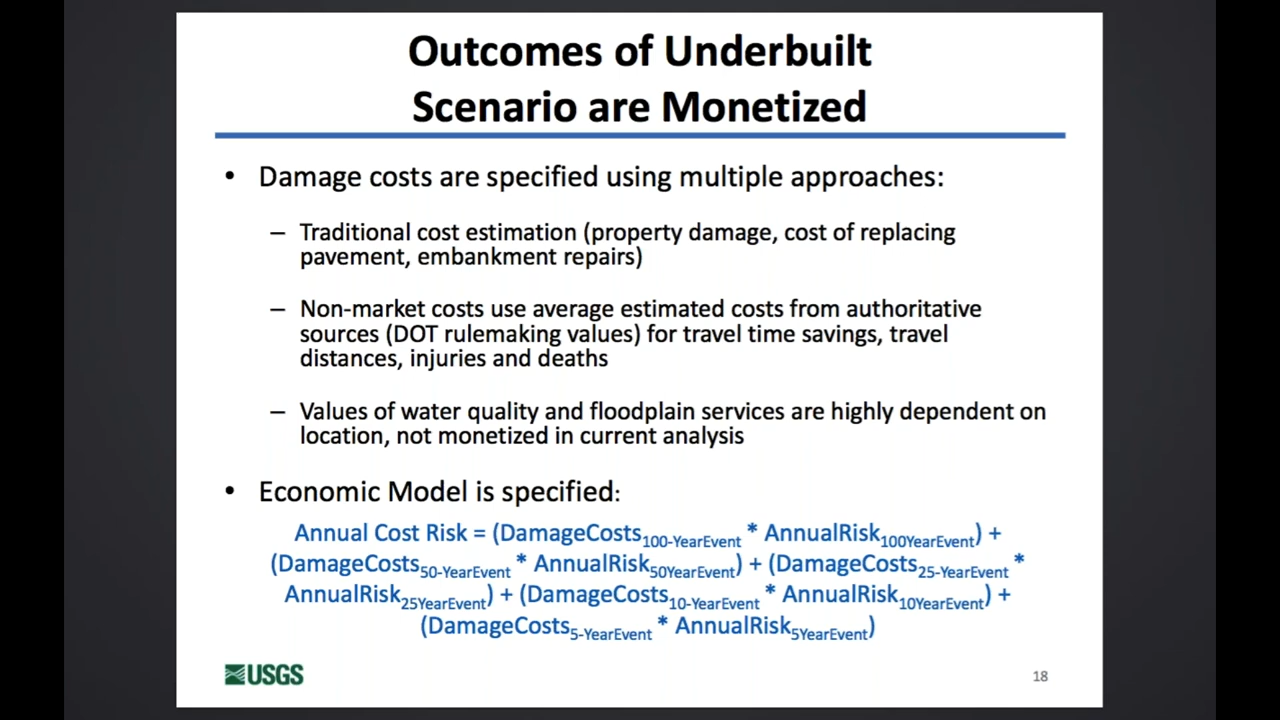 Outcomes of Underbuilt
Scenario are Monetized
• Damage costs are specified using multiple approaches:
– Traditional cost estimation (property damage, cost of replacing
pavement, embankment repairs)
– Non-market costs use average estimated costs from authoritative
sources (DOT rulemaking values) for travel time savings, travel
distances, injuries and deaths
– Values of water quality and floodplain services are highly dependent on
location, not monetized in current analysis
• Economic Model is specified:
Annual Cost Risk = (DamageCosts100-YearEvent * AnnualRisk100YearEvent) +
(DamageCosts50-YearEvent * AnnualRisk50YearEvent) + (DamageCosts25-YearEvent *
AnnualRisk25YearEvent) + (DamageCosts10-YearEvent * AnnualRisk10YearEvent) +
(DamageCosts5-YearEvent * AnnualRisk5YearEvent)
USGS
18